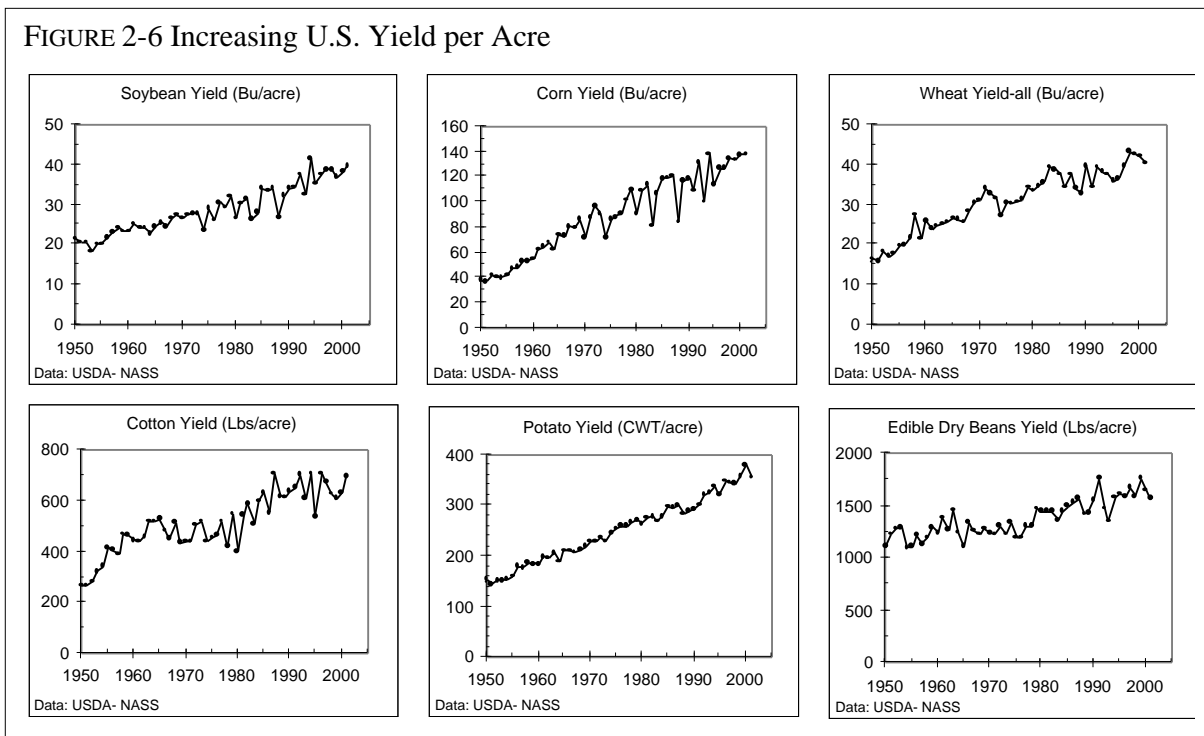 FIGURE 2-6 Increasing U.S. Yield per Acre
Soybean Yield (Bu/acre)
50
40
30
20
10
0
1950 1960 1970 1980 1990 2000
Data: USDA- NASS
Corn Yield (Bu/acre)
160
140
120
100
80
60
40
20
0
1950 1960 1970 1980 1990 2000
Data: USDA- NASS
Wheat Yield-all (Bu/acre)
50
40
30
20
10
0
1950 1960 1970 1980 1990 2000
Data: USDA- NASS
Cotton Yield (Lbs/acre)
800
600
400
200
0
1950 1960 1970 1980 1990 2000
Data: USDA- NASS
Potato Yield (CWT/acre)
400
300
200
100
0
1950 1960 1970 1980 1990 2000
Data: USDA- NASS
Edible Dry Beans Yield (Lbs/acre)
2000
1500
1000
500
0
1950 1960 1970 1980 1990 2000
Data: USDA- NASS